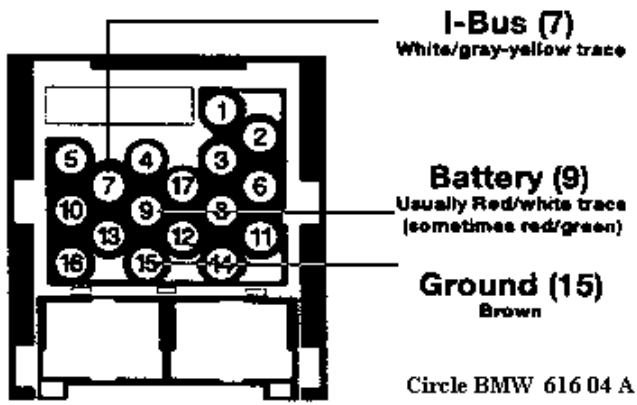 I-Bus (7)
White/gray-yellow trace
1
2
5 4 3
7 17 6
10 9 8
13 12 11
16 15 14
Battery (9)
Usually Red/white trace
(sometimes red/green)
Ground (15)
Brown
Circle BMW 616 04 A